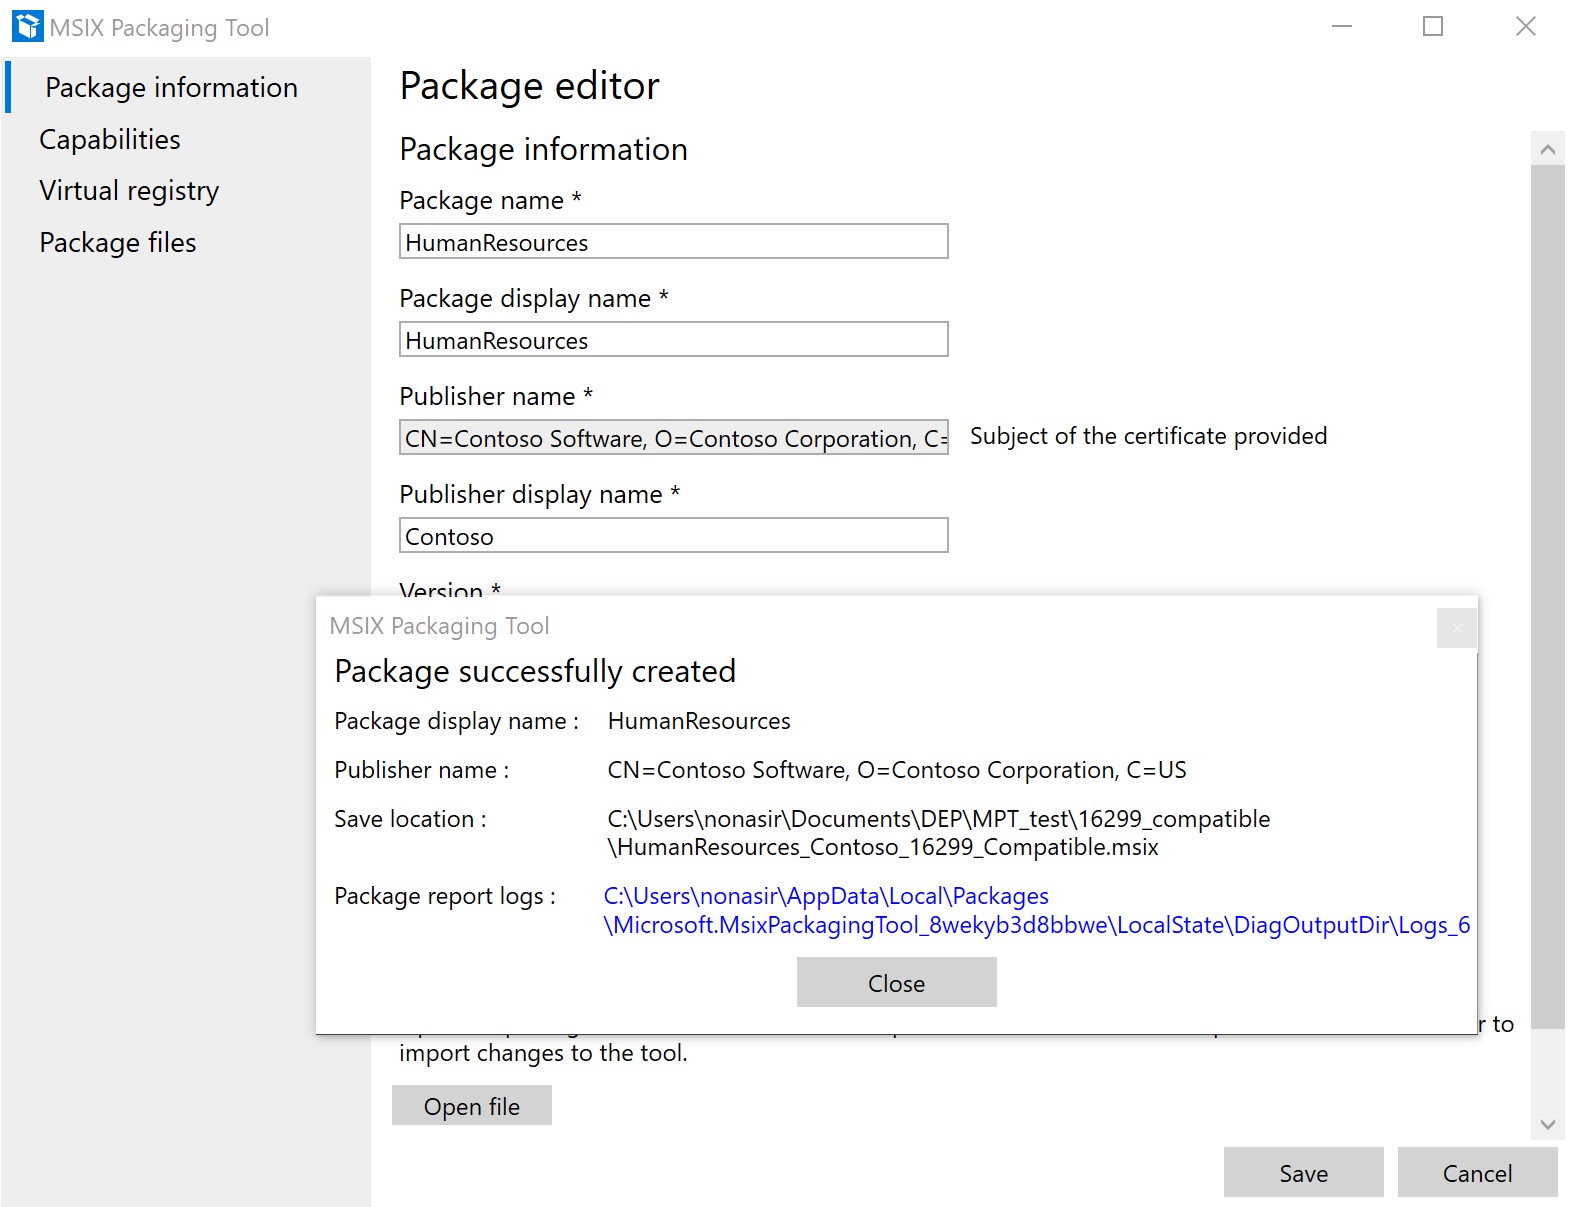 MSIX Packaging Tool
Package information
Capabilities
Virtual registry
Package files
Package editor
Package information
Package name *
HumanResources
Package display name *
HumanResources
Publisher name *
CN=Contoso Software, O=Contoso Corporation, C=
Subject of the certificate provided
Publisher display name *
Contoso
Version *
MSIX Packaging Tool
Package successfully created
Package display name : HumanResources
Publisher name : CN=Contoso Software, O=Contoso Corporation, C=US
Save location : C:\Users\nonasir\Documents\DEP\MPT_test\16299_compatible
\HumanResources_Contoso_16299_Compatible.msix
Package report logs : C:\Users\nonasir\AppData\Local\Packages
\Microsoft.MsixPackagingTool_8wekyb3d8bbwe\LocalState\DiagOutputDir\Logs_6
Close
r to
import changes to the tool.
Open file
Save
Cancel